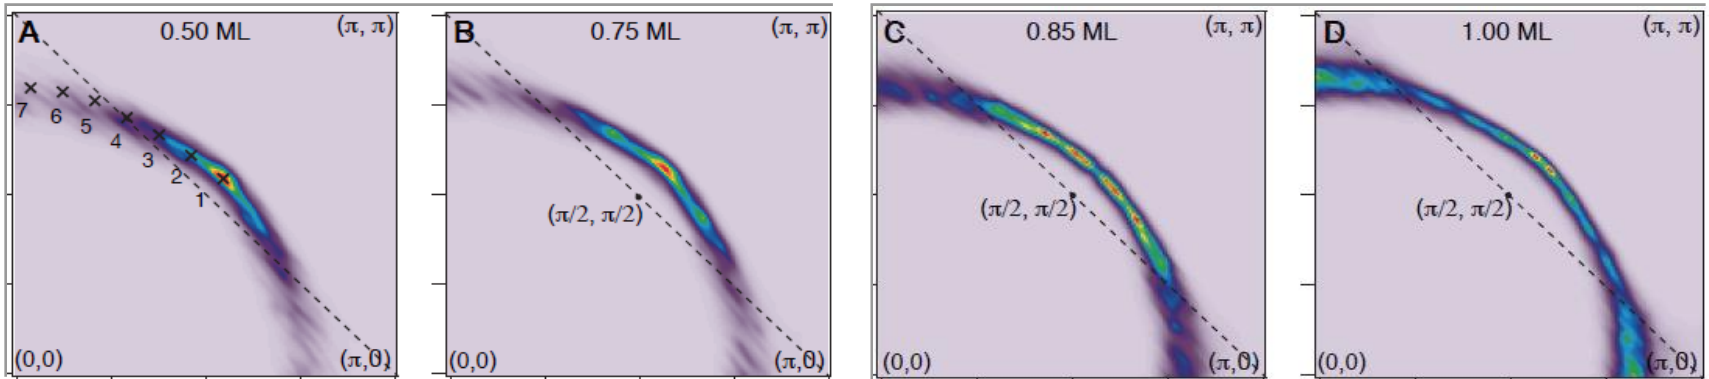 A 0.50 ML (π, π)
7 6 5 4 3 2 1
(0,0) (π,0)
B 0.75 ML (π, π)
(π/2, π/2)
(0,0) (π,0)
C 0.85 ML (π, π)
(π/2, π/2)
(0,0) (π,0)
D 1.00 ML (π, π)
(π/2, π/2)
(0,0) (π,0)